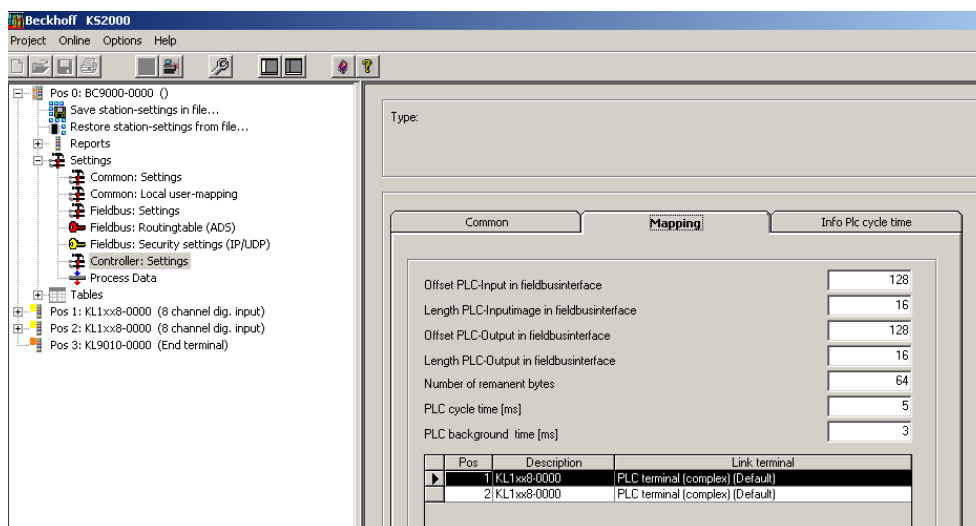 Beckhoff KS2000
Project Online Options Help
Pos 0: BC9000-0000 ()
Save station-settings in file...
Restore station-settings from file...
Reports
Settings
Common: Settings
Common: Local user-mapping
Fieldbus: Settings
Fieldbus: Routingtable (ADS)
Fieldbus: Security settings (IP/UDP)
Controller: Settings
Process Data
Tables
Pos 1: KL1xx8-0000 (8 channel dig. input)
Pos 2: KL1xx8-0000 (8 channel dig. input)
Pos 3: KL9010-0000 (End terminal)
Type:
Common Mapping Info Plc cycle time
Offset PLC-Input in fieldbusinterface 128
Length PLC-Inputimage in fieldbusinterface 16
Offset PLC-Output in fieldbusinterface 128
Length PLC-Output in fieldbusinterface 16
Number of remanent bytes 64
PLC cycle time [ms] 5
PLC background time [ms] 3
Pos Description Link terminal
1 KL1xx8-0000 PLC terminal (complex) (Default)
2 KL1xx8-0000 PLC terminal (complex) (Default)